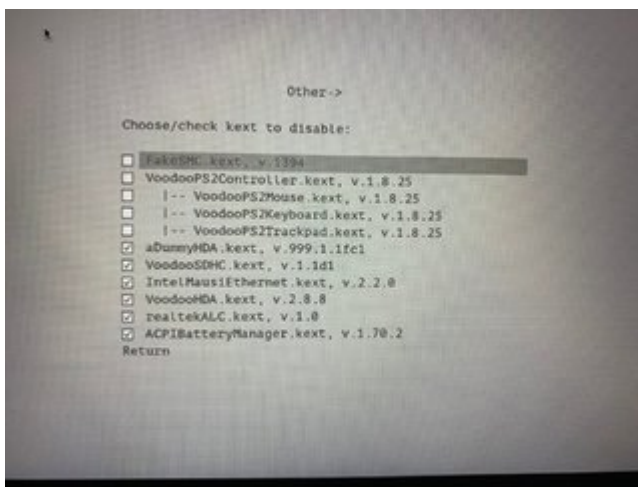 Other->
Choose/check kext to disable:
FakeSMC.kext, v.1394
VoodooPS2Controller.kext, v.1.8.25
|-- VoodooPS2Mouse.kext, v.1.8.25
|-- VoodooPS2Keyboard.kext, v.1.8.25
|-- VoodooPS2Trackpad.kext, v.1.8.25
aDummyHDA.kext, v.999.1.1fc1
VoodooSDHC.kext, v.1.1d1
IntelMausiEthernet.kext, v.2.2.0
VoodooHDA.kext, v.2.8.8
realtekALC.kext, v.1.0
ACPIBatteryManager.kext, v.1.70.2
Return